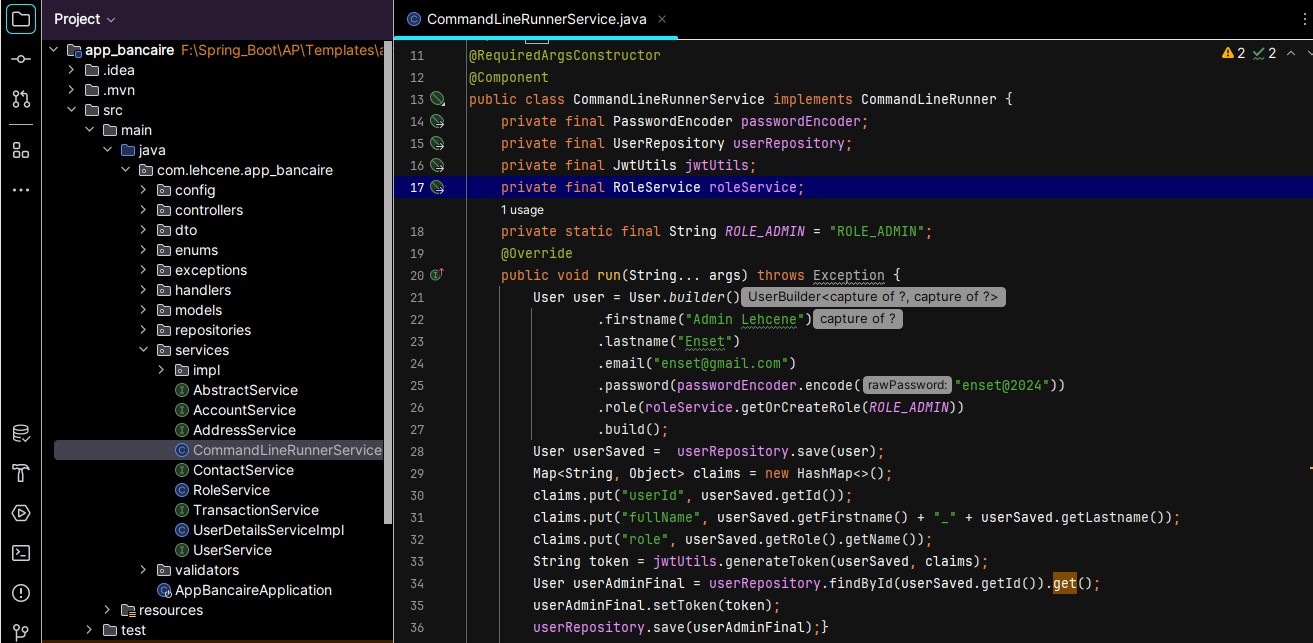 Project
app_bancaire F:\Spring_Boot\AP\Templates\
.idea
.mvn
src
main
java
com.lehcene.app_bancaire
config
controllers
dto
enums
exceptions
handlers
models
repositories
services
impl
AbstractService
AccountService
AddressService
CommandLineRunnerService
ContactService
RoleService
TransactionService
UserDetailsServiceImpl
UserService
validators
AppBancaireApplication
resources
test
CommandLineRunnerService.java
2 2
11 @RequiredArgsConstructor
12 @Component
13 public class CommandLineRunnerService implements CommandLineRunner {
14 private final PasswordEncoder passwordEncoder;
15 private final UserRepository userRepository;
16 private final JwtUtils jwtUtils;
17 private final RoleService roleService;
1 usage
18 private static final String ROLE_ADMIN = "ROLE_ADMIN";
19 @Override
20 public void run(String... args) throws Exception {
21 User user = User.builder() UserBuilder<capture of ?, capture of ?>
22 .firstname("Admin Lehcene") capture of ?
23 .lastname("Enset")
24 .email("enset@gmail.com")
25 .password(passwordEncoder.encode( rawPassword: "enset@2024"))
26 .role(roleService.getOrCreateRole(ROLE_ADMIN))
27 .build();
28 User userSaved = userRepository.save(user);
29 Map<String, Object> claims = new HashMap<>();
30 claims.put("userId", userSaved.getId());
31 claims.put("fullName", userSaved.getFirstname() + "_" + userSaved.getLastname());
32 claims.put("role", userSaved.getRole().getName());
33 String token = jwtUtils.generateToken(userSaved, claims);
34 User userAdminFinal = userRepository.findById(userSaved.getId()).get();
35 userAdminFinal.setToken(token);
36 userRepository.save(userAdminFinal);}